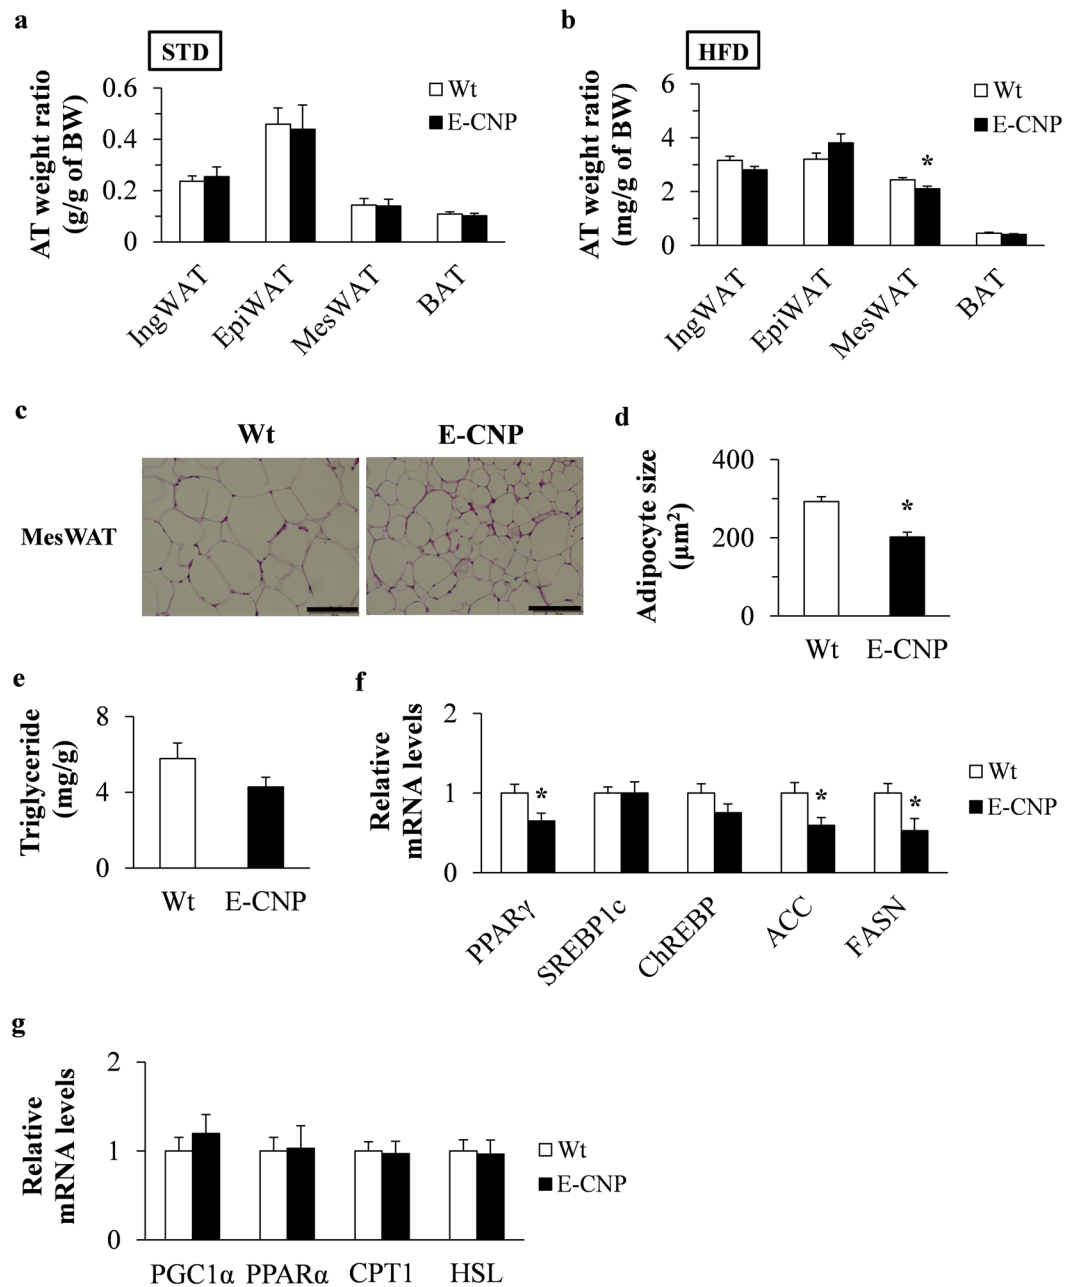 a
STD
AT weight ratio
(g/g of BW)
0.6
0.4
0.2
0
Wt
E-CNP
IngWAT
EpiWAT
MesWAT
BAT
b
HFD
AT weight ratio
(mg/g of BW)
6
4
2
0
Wt
E-CNP
*
IngWAT
EpiWAT
MesWAT
BAT
c
Wt
E-CNP
MesWAT
d
Adipocyte size
(μm²)
400
200
0
*
Wt
E-CNP
e
Triglyceride
(mg/g)
8
4
0
Wt
E-CNP
f
Relative
mRNA levels
2
1
0
*
*
*
Wt
E-CNP
PPARγ
SREBP1c
ChREBP
ACC
FASN
g
Relative
mRNA levels
2
1
0
Wt
E-CNP
PGC1α
PPARα
CPT1
HSL